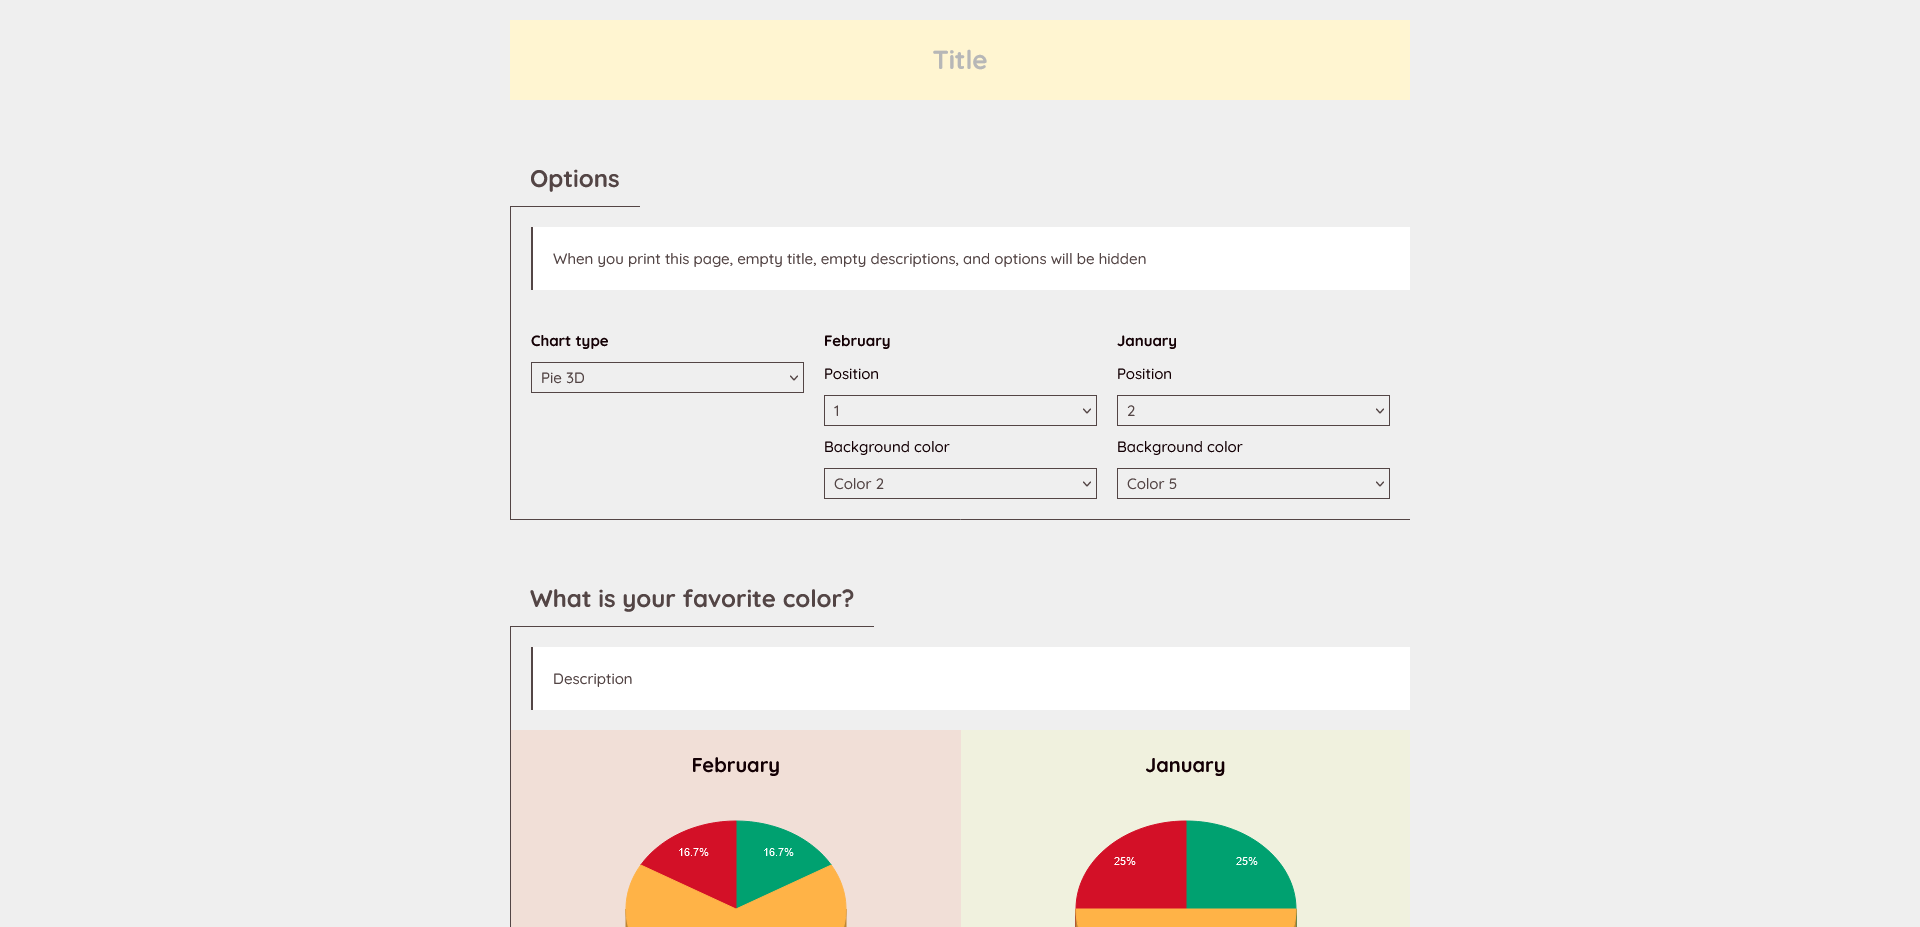 Title
Options
When you print this page, empty title, empty descriptions, and options will be hidden
Chart type
Pie 3D
February
Position
1
Background color
Color 2
January
Position
2
Background color
Color 5
What is your favorite color?
Description
February
16.7% 16.7%
January
25% 25%